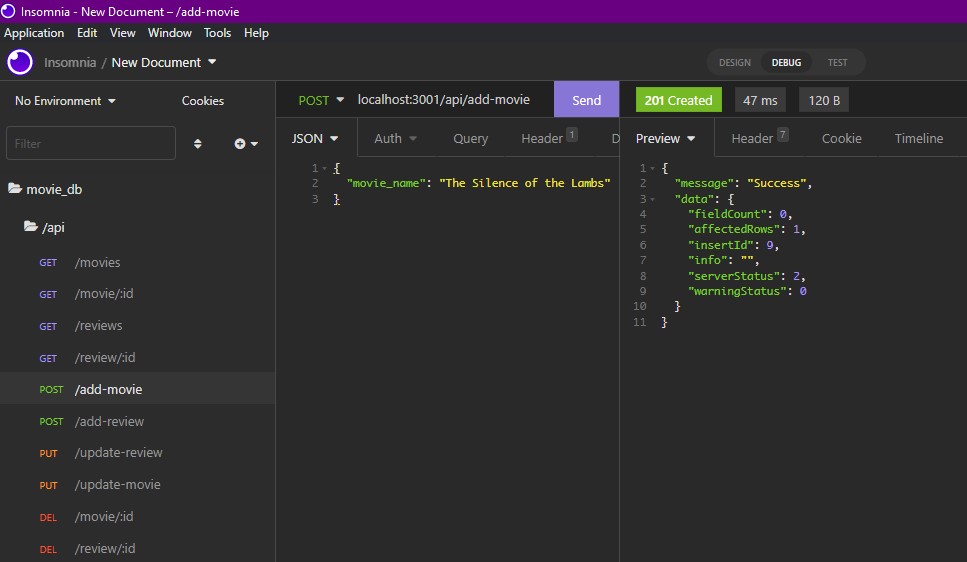 Insomnia - New Document – /add-movie
Application Edit View Window Tools Help
Insomnia / New Document
DESIGN DEBUG TEST
No Environment Cookies
Filter
movie_db
/api
GET /movies
GET /movie/:id
GET /reviews
GET /review/:id
POST /add-movie
POST /add-review
PUT /update-review
PUT /update-movie
DEL /movie/:id
DEL /review/:id
POST localhost:3001/api/add-movie Send
JSON Auth Query Header 1 D
1 {
2 "movie_name": "The Silence of the Lambs"
3 }
201 Created 47 ms 120 B
Preview Header 7 Cookie Timeline
1 {
2 "message": "Success",
3 "data": {
4 "fieldCount": 0,
5 "affectedRows": 1,
6 "insertId": 9,
7 "info": "",
8 "serverStatus": 2,
9 "warningStatus": 0
10 }
11 }